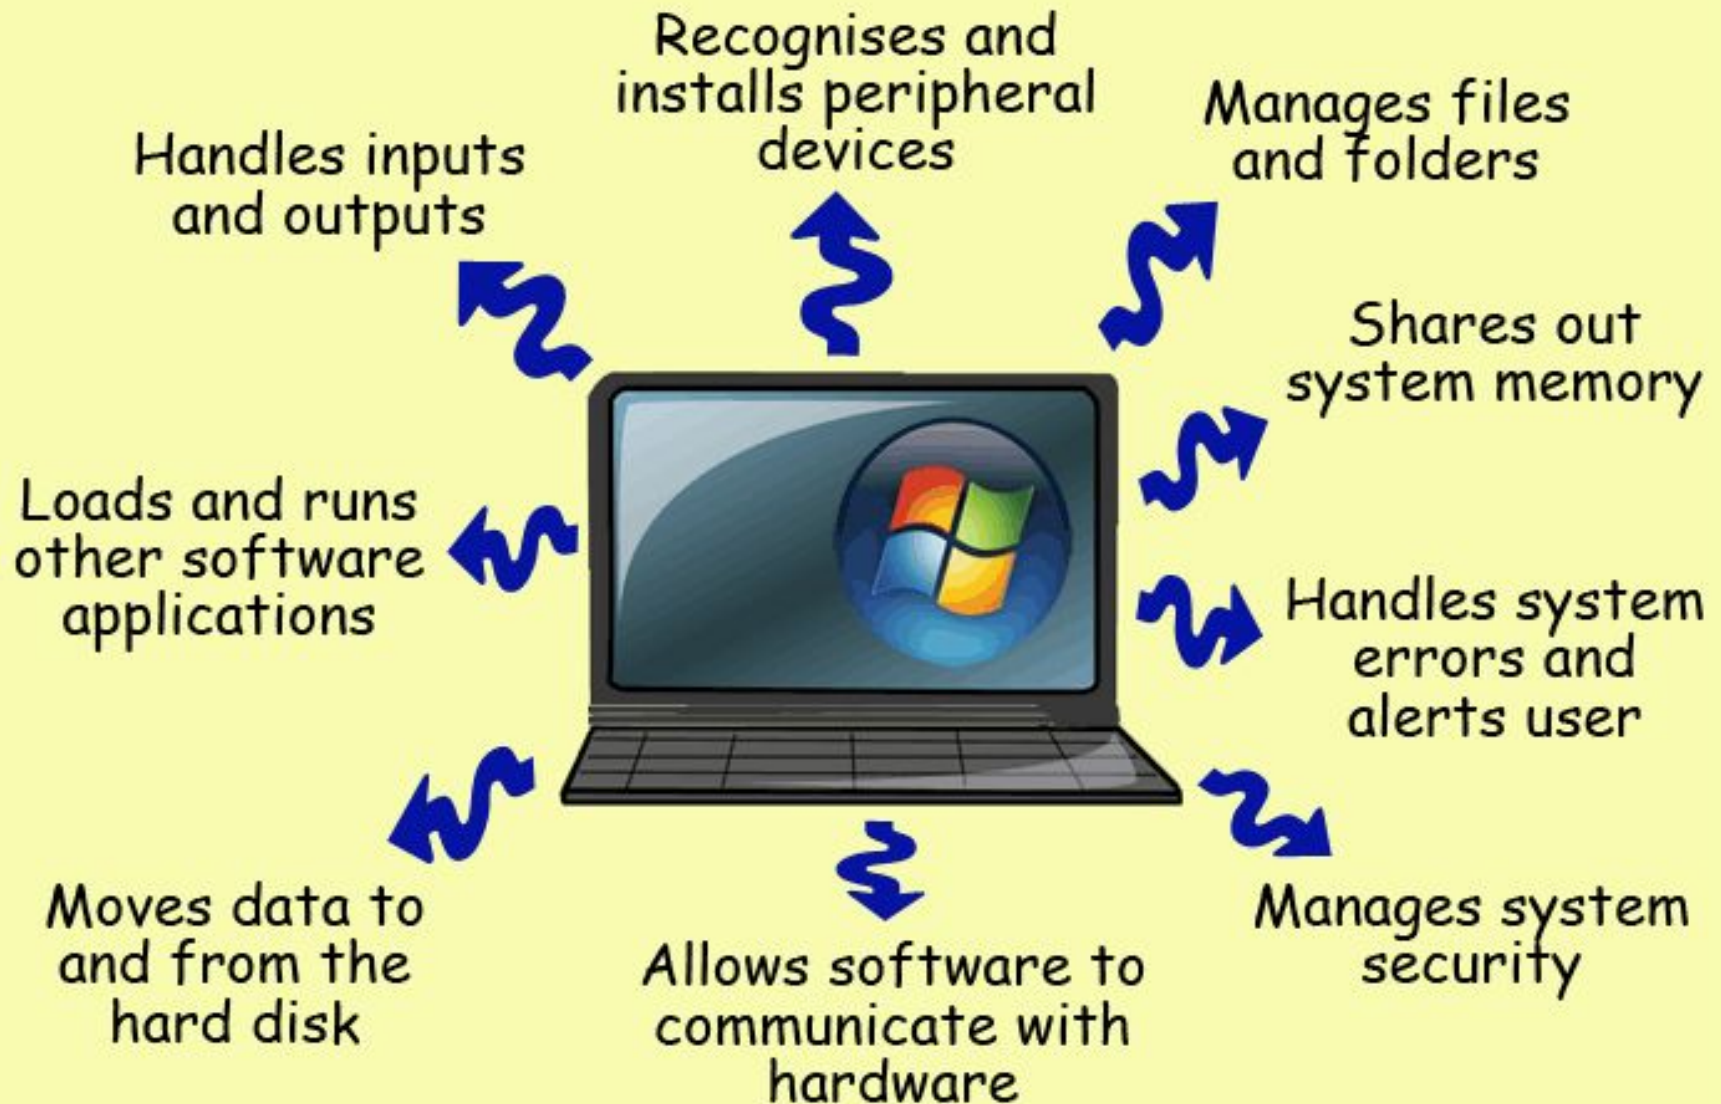 Recognises and
installs peripheral
devices
Manages files
and folders
Handles inputs
and outputs
Shares out
system memory
Loads and runs
other software
applications
Handles system
errors and
alerts user
Moves data to
and from the
hard disk
Allows software to
communicate with
hardware
Manages system
security